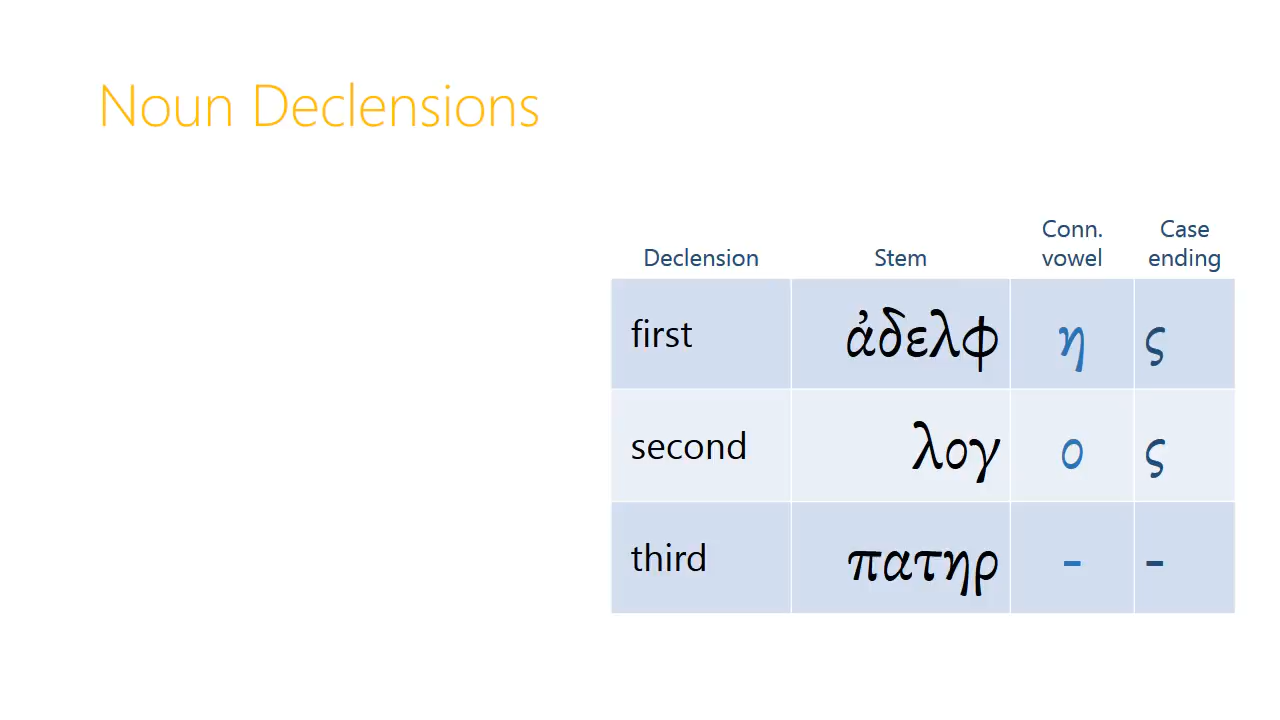 Noun Declensions
Declension Stem Conn. vowel Case ending
first ἀδελφ η ς
second λογ ο ς
third πατηρ - -